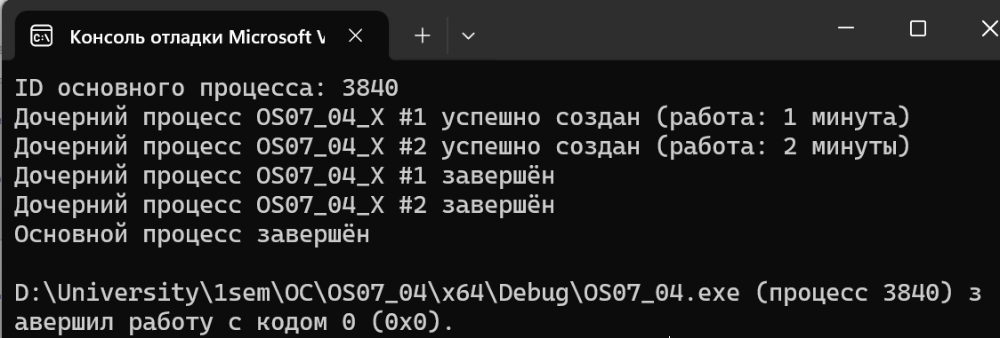 Консоль отладки Microsoft V
ID основного процесса: 3840
Дочерний процесс OS07_04_X #1 успешно создан (работа: 1 минута)
Дочерний процесс OS07_04_X #2 успешно создан (работа: 2 минуты)
Дочерний процесс OS07_04_X #1 завершён
Дочерний процесс OS07_04_X #2 завершён
Основной процесс завершён
D:\University\1sem\ОС\OS07_04\x64\Debug\OS07_04.exe (процесс 3840) з
авершил работу с кодом 0 (0x0).